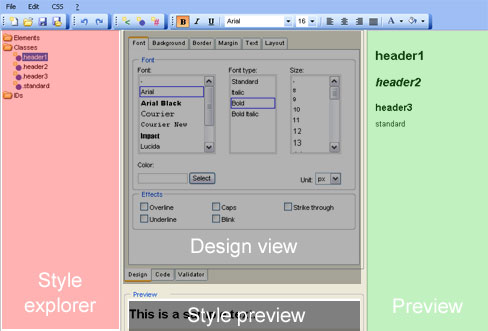 File Edit CSS ?
B I U Arial 16 A
Elements
Classes
.header1
.header2
.header3
.standard
IDs
Font Background Border Margin Text Layout
Font
Font: Font type: Size:
- Standard -
Arial Italic 8
Arial Black Bold 9
Courier Bold Italic 10
Courier New 11
Impact 12
Lucida 13
Color:
Select Unit: px
Effects
Overline Caps Strike through
Underline Blink
Design view
Design Code Validator
Preview
This is a
Style preview
Style
explorer
header1
header2
header3
standard
Preview